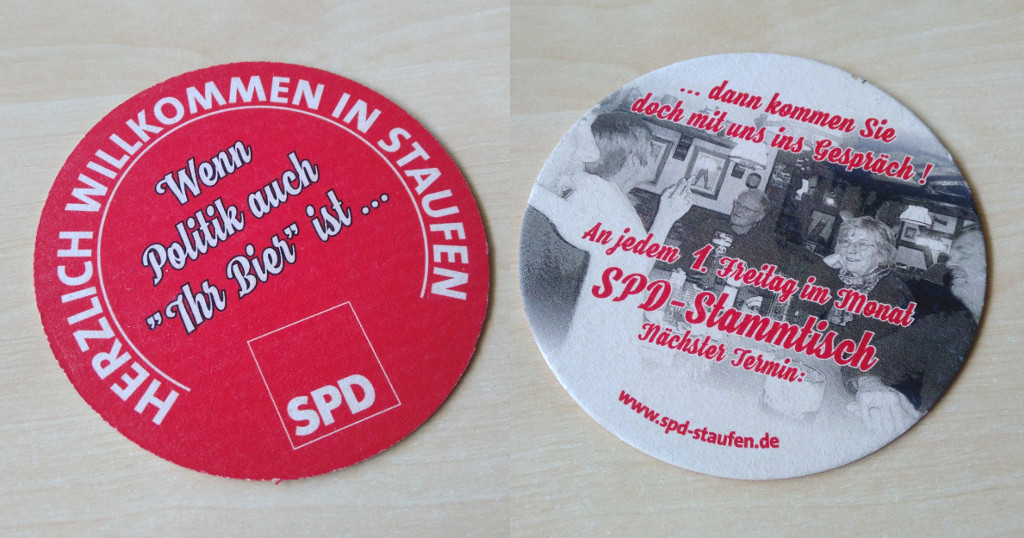 HERZLICH WILLKOMMEN IN STAUFEN
Wenn
Politik auch
"Ihr Bier" ist ...
SPD
... dann kommen Sie
doch mit uns ins Gespräch !
An jedem 1. Freitag im Monat
SPD-Stammtisch
Nächster Termin:
www.spd-staufen.de